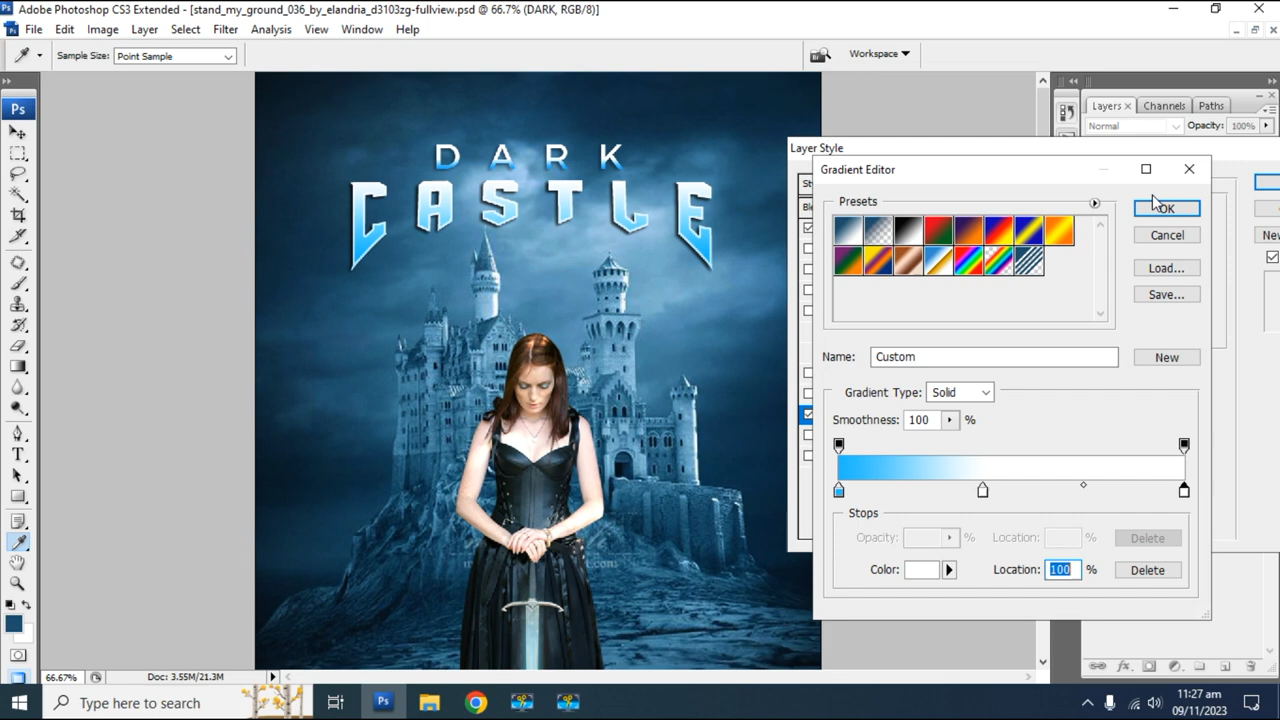 Adobe Photoshop CS3 Extended - [stand_my_ground_036_by_elandria_d3103zg-fullview.psd @ 66.7% (DARK, RGB/8)]
Ps File Edit Image Layer Select Filter Analysis View Window Help
Sample Size: Point Sample Workspace
Ps
Layers Channels Paths
Normal Opacity: 100%
DARK
CASTLE
Layer Style
Gradient Editor
Presets
OK
Cancel
Load...
Save...
Name: Custom New
Gradient Type: Solid
Smoothness: 100 %
Stops
Opacity: % Location: % Delete
Color: Location: 100 % Delete
T
66.67% Doc: 3.55M/21.3M
fx
Type here to search Ps
11:27 am
09/11/2023